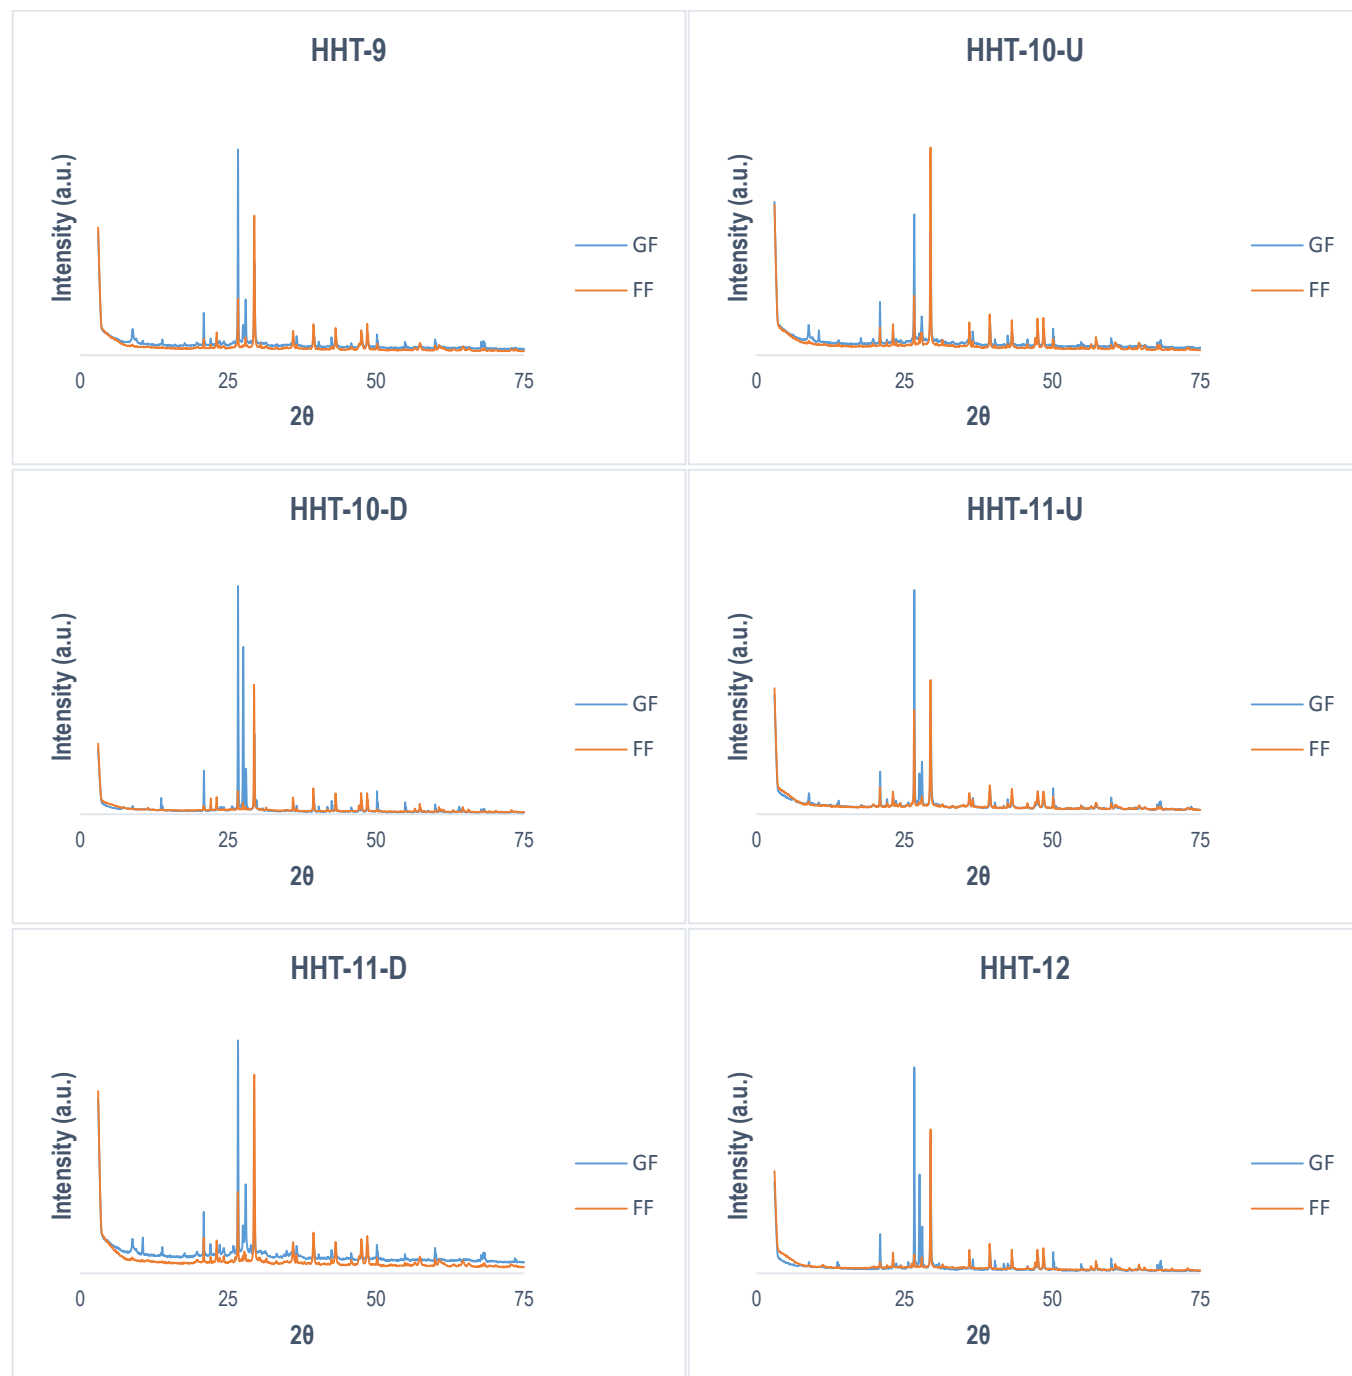 HHT-9
Intensity (a.u.)
GF
FF
0 25 50 75
2θ
HHT-10-U
Intensity (a.u.)
GF
FF
0 25 50 75
2θ
HHT-10-D
Intensity (a.u.)
GF
FF
0 25 50 75
2θ
HHT-11-U
Intensity (a.u.)
GF
FF
0 25 50 75
2θ
HHT-11-D
Intensity (a.u.)
GF
FF
0 25 50 75
2θ
HHT-12
Intensity (a.u.)
GF
FF
0 25 50 75
2θ